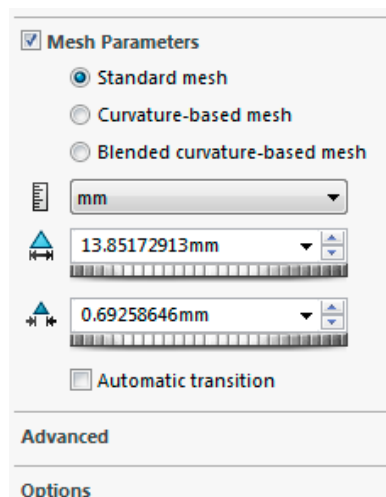 Mesh Parameters
Standard mesh
Curvature-based mesh
Blended curvature-based mesh
mm
13.85172913mm
0.69258646mm
Automatic transition
Advanced
Options